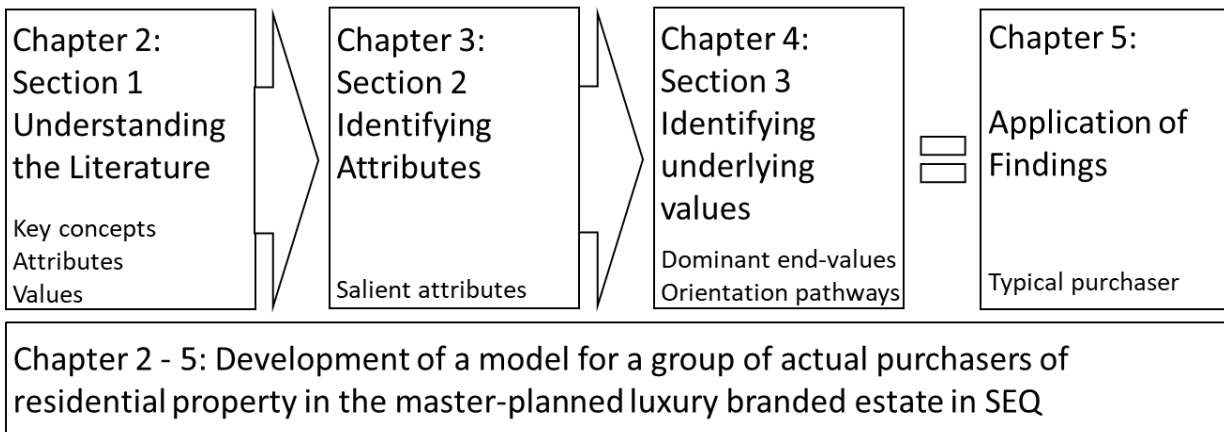 Chapter 2:
Section 1
Understanding
the Literature
Key concepts
Attributes
Values
Chapter 3:
Section 2
Identifying
Attributes
Salient attributes
Chapter 4:
Section 3
Identifying
underlying
values
Dominant end-values
Orientation pathways
Chapter 5:
Application of
Findings
Typical purchaser
Chapter 2 - 5: Development of a model for a group of actual purchasers of
residential property in the master-planned luxury branded estate in SEQ